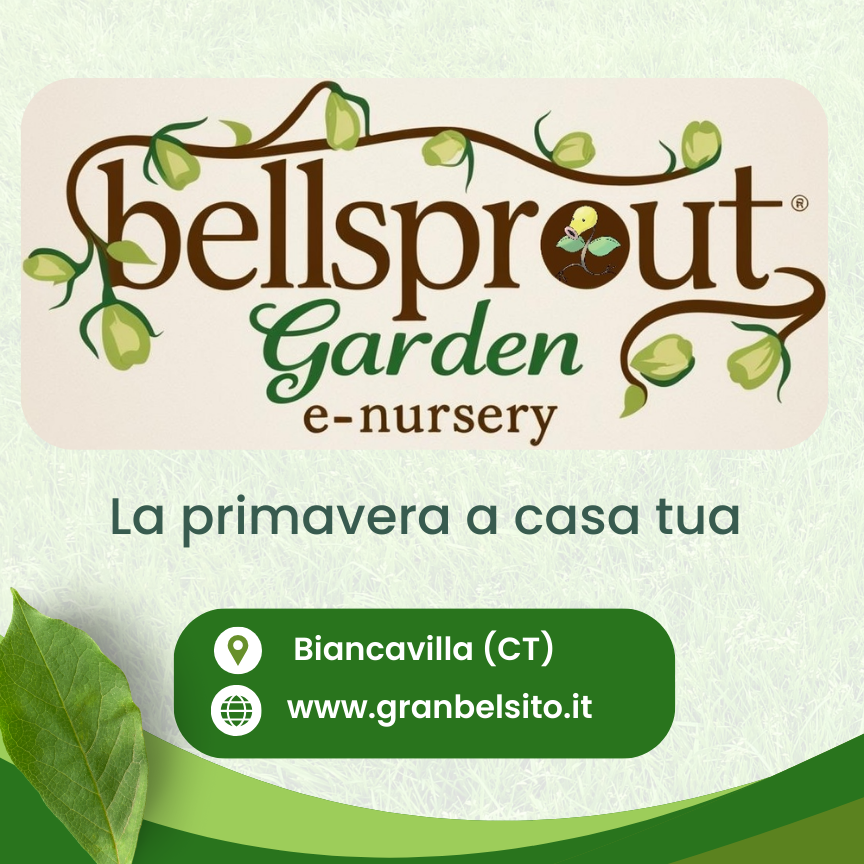 bellsprout®
Garden
e-nursery
La primavera a casa tua
Biancavilla (CT)
www.granbelsito.it